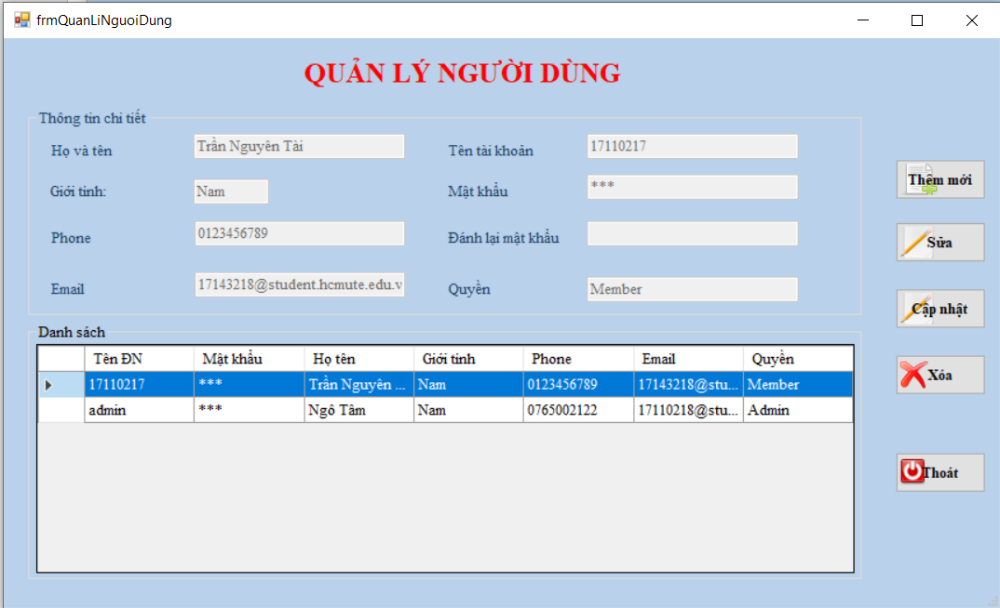 frmQuanLiNguoiDung
QUẢN LÝ NGƯỜI DÙNG
Thông tin chi tiết
Họ và tên Trần Nguyên Tài Tên tài khoản 17110217
Giới tính: Nam Mật khẩu ***
Phone 0123456789 Đánh lại mật khẩu
Email 17143218@student.hcmute.edu.v Quyền Member
Thêm mới
Sửa
Cập nhật
Xóa
Thoát
Danh sách
Tên ĐN Mật khẩu Họ tên Giới tính Phone Email Quyền
17110217 *** Trần Nguyên ... Nam 0123456789 17143218@stu... Member
admin *** Ngô Tâm Nam 0765002122 17110218@stu... Admin